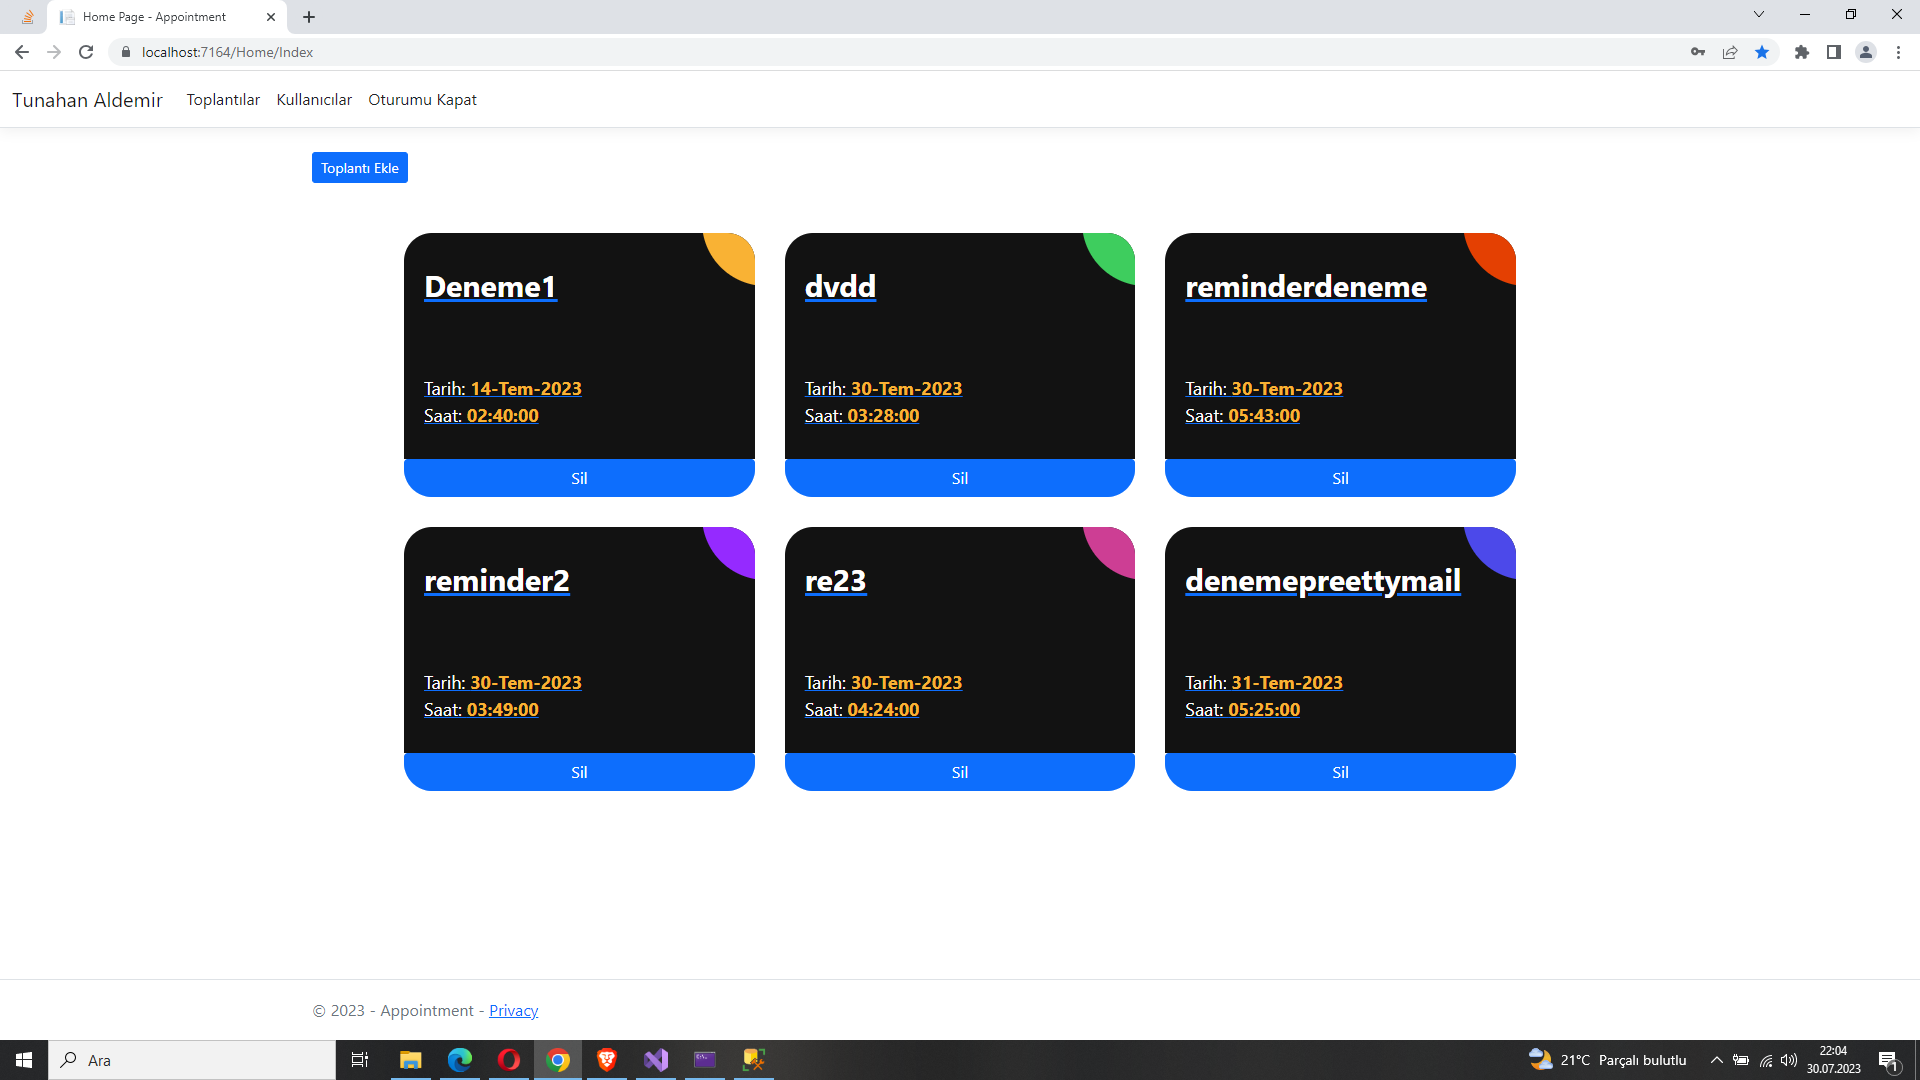 Home Page - Appointment
localhost:7164/Home/Index
Tunahan Aldemir Toplantılar Kullanıcılar Oturumu Kapat
Toplantı Ekle
Deneme1
Tarih: 14-Tem-2023
Saat: 02:40:00
Sil
dvdd
Tarih: 30-Tem-2023
Saat: 03:28:00
Sil
reminderdeneme
Tarih: 30-Tem-2023
Saat: 05:43:00
Sil
reminder2
Tarih: 30-Tem-2023
Saat: 03:49:00
Sil
re23
Tarih: 30-Tem-2023
Saat: 04:24:00
Sil
denemepreettymail
Tarih: 31-Tem-2023
Saat: 05:25:00
Sil
© 2023 - Appointment - Privacy
Ara
21°C Parçalı bulutlu
22:04
30.07.2023
1